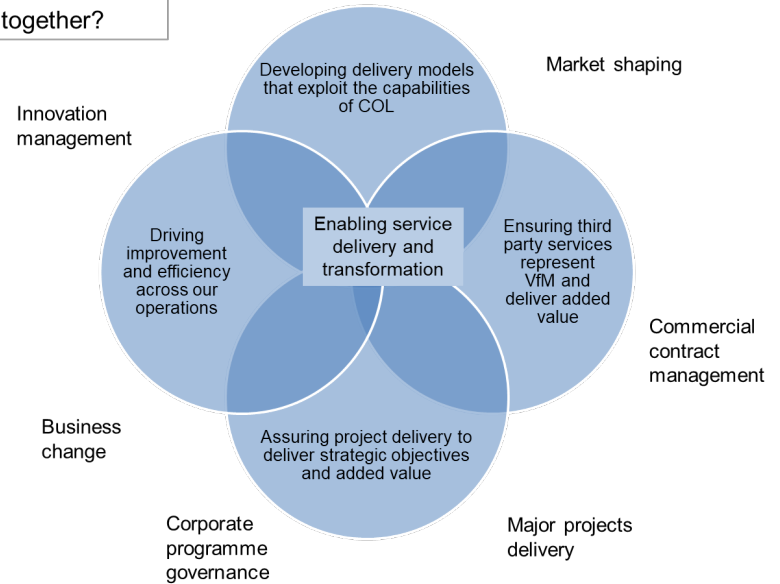 together?
Developing delivery models
that exploit the capabilities
of COL
Market shaping
Innovation
management
Driving
improvement
and efficiency
across our
operations
Enabling service
delivery and
transformation
Ensuring third
party services
represent
VfM and
deliver added
value
Commercial
contract
management
Business
change
Assuring project delivery to
deliver strategic objectives
and added value
Corporate
programme
governance
Major projects
delivery